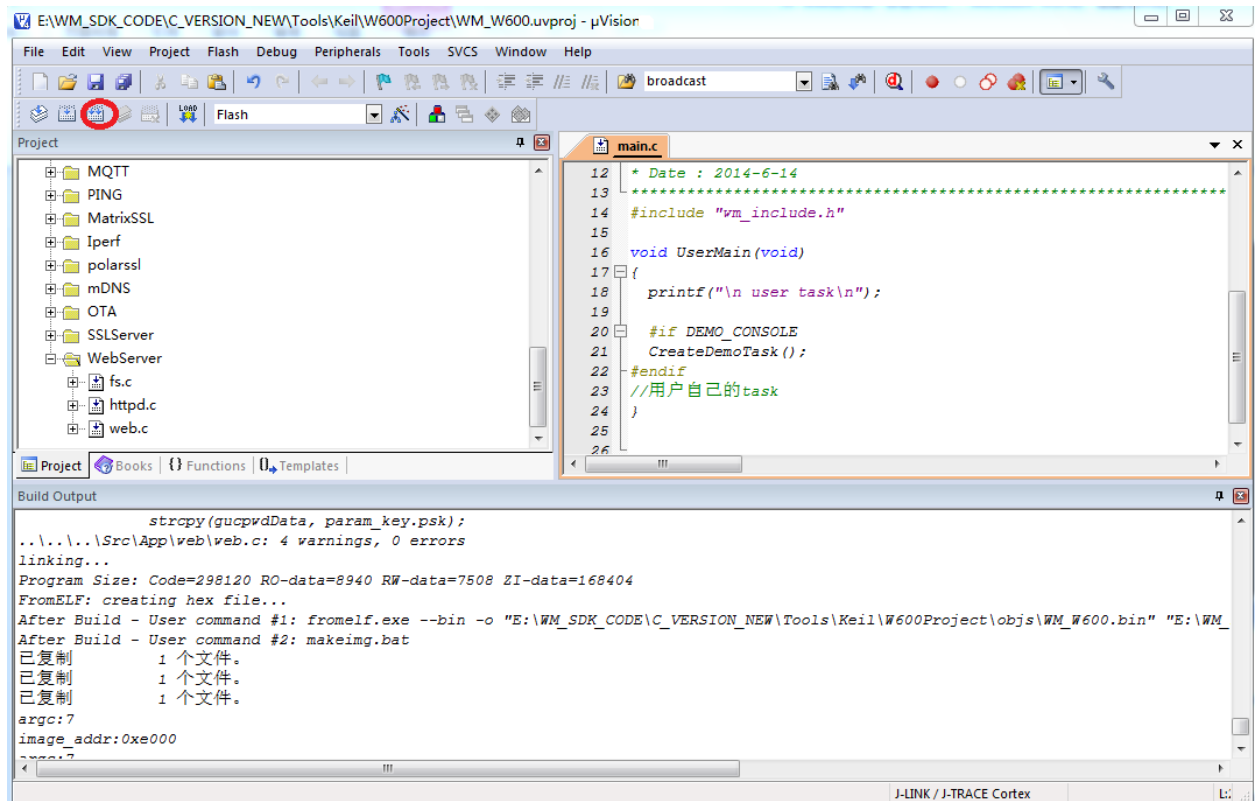 E:\WM_SDK_CODE\C_VERSION_NEW\Tools\Keil\W600Project\WM_W600.uvproj - µVision
File Edit View Project Flash Debug Peripherals Tools SVCS Window Help
broadcast
LOAD Flash
Project
MQTT
PING
MatrixSSL
Iperf
polarssl
mDNS
OTA
SSLServer
WebServer
fs.c
httpd.c
web.c
Project Books {} Functions Templates
main.c
12 * Date : 2014-6-14
13 ****************************************************************
14 #include "wm_include.h"
15
16 void UserMain(void)
17 {
18 printf("\n user task\n");
19
20 #if DEMO_CONSOLE
21 CreateDemoTask();
22 #endif
23 //用户自己的task
24 }
25
26
Build Output
strcpy(gucpwdData, param_key.psk);
..\..\..\Src\App\web\web.c: 4 warnings, 0 errors
linking...
Program Size: Code=298120 RO-data=8940 RW-data=7508 ZI-data=168404
FromELF: creating hex file...
After Build - User command #1: fromelf.exe --bin -o "E:\WM_SDK_CODE\C_VERSION_NEW\Tools\Keil\W600Project\objs\WM_W600.bin" "E:\WM_
After Build - User command #2: makeimg.bat
已复制 1 个文件。
已复制 1 个文件。
已复制 1 个文件。
argc:7
image_addr:0xe000
argc:7
J-LINK / J-TRACE Cortex